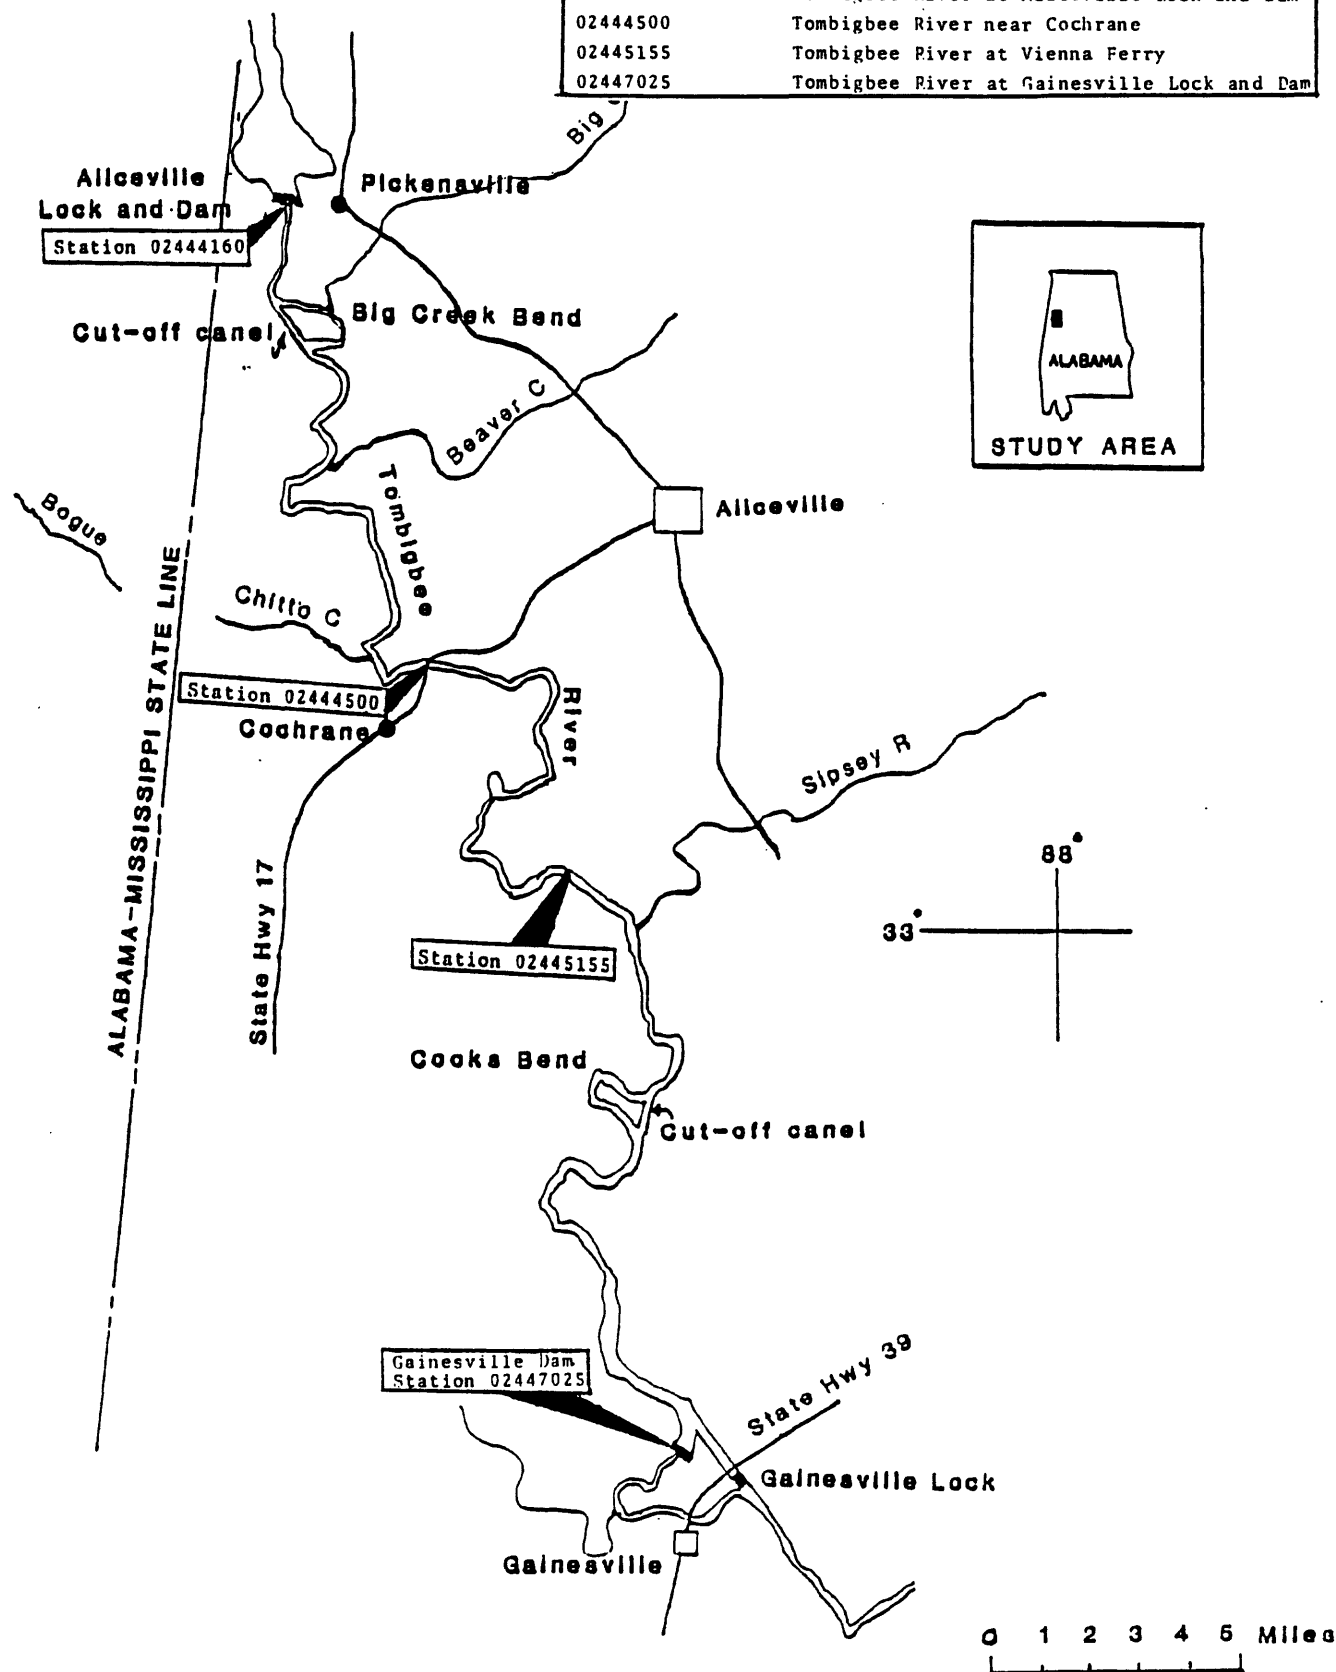 02444500 Tombigbee River near Cochrane
02445155 Tombigbee River at Vienna Ferry
02447025 Tombigbee River at Gainesville Lock and Dam
Big
Aliceville
Lock and Dam
Pickensville
Station 02444160
Big Creek Bend
Cut-off canal
ALABAMA
STUDY AREA
Beaver C
Tombigbee
Aliceville
Bogue
Chitto C
Station 02444500
Cochrane
River
Sipsey R
ALABAMA-MISSISSIPPI STATE LINE
State Hwy 17
88°
33°
Station 02445155
Cooks Bend
Cut-off canal
Gainesville Dam
Station 02447025
State Hwy 39
Gainesville Lock
Gainesville
0 1 2 3 4 5 Miles